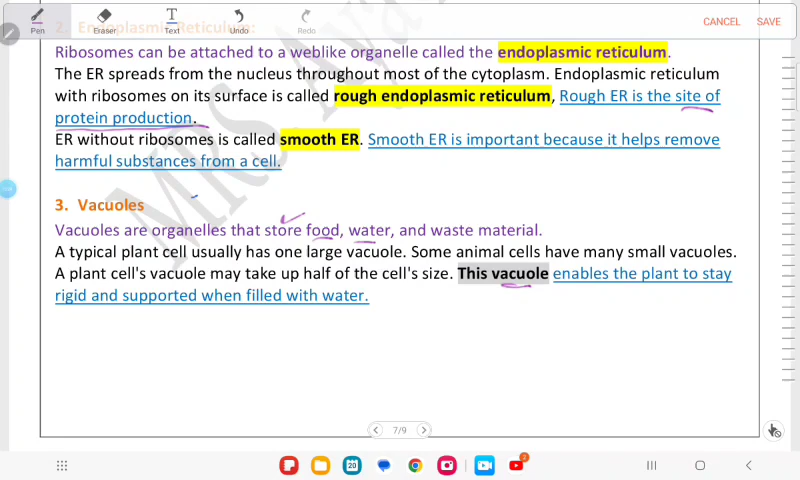 2. Endoplasmic Reticulum:
Pen
Eraser
Text
Undo
Redo
CANCEL
SAVE
Ribosomes can be attached to a weblike organelle called the endoplasmic reticulum.
The ER spreads from the nucleus throughout most of the cytoplasm. Endoplasmic reticulum
with ribosomes on its surface is called rough endoplasmic reticulum, Rough ER is the site of
protein production.
ER without ribosomes is called smooth ER. Smooth ER is important because it helps remove
harmful substances from a cell.
3. Vacuoles
Vacuoles are organelles that store food, water, and waste material.
A typical plant cell usually has one large vacuole. Some animal cells have many small vacuoles.
A plant cell's vacuole may take up half of the cell's size. This vacuole enables the plant to stay
rigid and supported when filled with water.
7/9
20
2